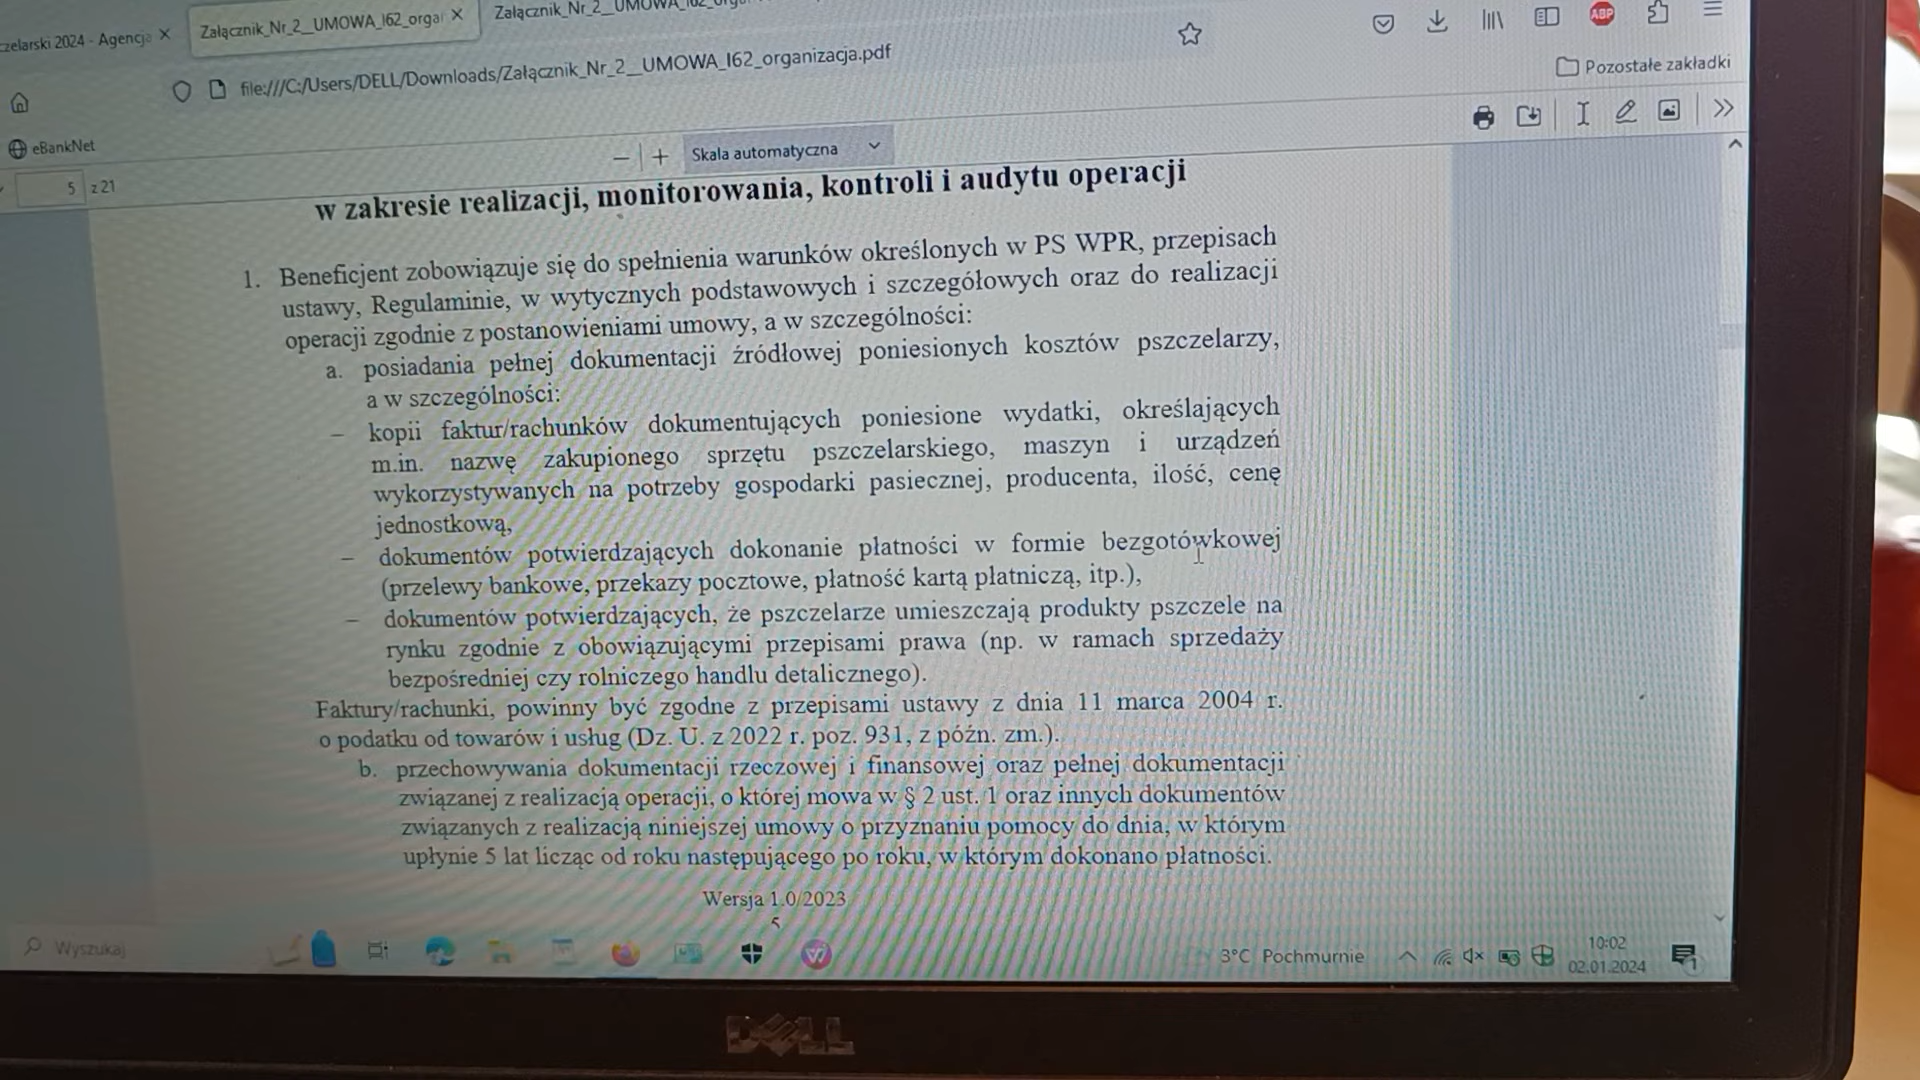 zelarski 2024 - Agencja
Załącznik_Nr_2__UMOWA_I62_orga
Załącznik_Nr_2__UMOWA_I62_orga
file:///C:/Users/DELL/Downloads/Załącznik_Nr_2__UMOWA_I62_organizacja.pdf
ABP
Pozostałe zakładki
eBankNet
5 z 21
Skala automatyczna
w zakresie realizacji, monitorowania, kontroli i audytu operacji
1. Beneficjent zobowiązuje się do spełnienia warunków określonych w PS WPR, przepisach
ustawy, Regulaminie, w wytycznych podstawowych i szczegółowych oraz do realizacji
operacji zgodnie z postanowieniami umowy, a w szczególności:
a. posiadania pełnej dokumentacji źródłowej poniesionych kosztów pszczelarzy,
a w szczególności:
– kopii faktur/rachunków dokumentujących poniesione wydatki, określających
m.in. nazwę zakupionego sprzętu pszczelarskiego, maszyn i urządzeń
wykorzystywanych na potrzeby gospodarki pasiecznej, producenta, ilość, cenę
jednostkową,
– dokumentów potwierdzających dokonanie płatności w formie bezgotówkowej
(przelewy bankowe, przekazy pocztowe, płatność kartą płatniczą, itp.),
– dokumentów potwierdzających, że pszczelarze umieszczają produkty pszczele na
rynku zgodnie z obowiązującymi przepisami prawa (np. w ramach sprzedaży
bezpośredniej czy rolniczego handlu detalicznego).
Faktury/rachunki, powinny być zgodne z przepisami ustawy z dnia 11 marca 2004 r.
o podatku od towarów i usług (Dz. U. z 2022 r. poz. 931, z późn. zm.).
b. przechowywania dokumentacji rzeczowej i finansowej oraz pełnej dokumentacji
związanej z realizacją operacji, o której mowa w § 2 ust. 1 oraz innych dokumentów
związanych z realizacją niniejszej umowy o przyznaniu pomocy do dnia, w którym
upłynie 5 lat licząc od roku następującego po roku, w którym dokonano płatności.
Wersja 1.0/2023
5
Wyszukaj
3°C Pochmurnie
10:02
02.01.2024
1
DELL